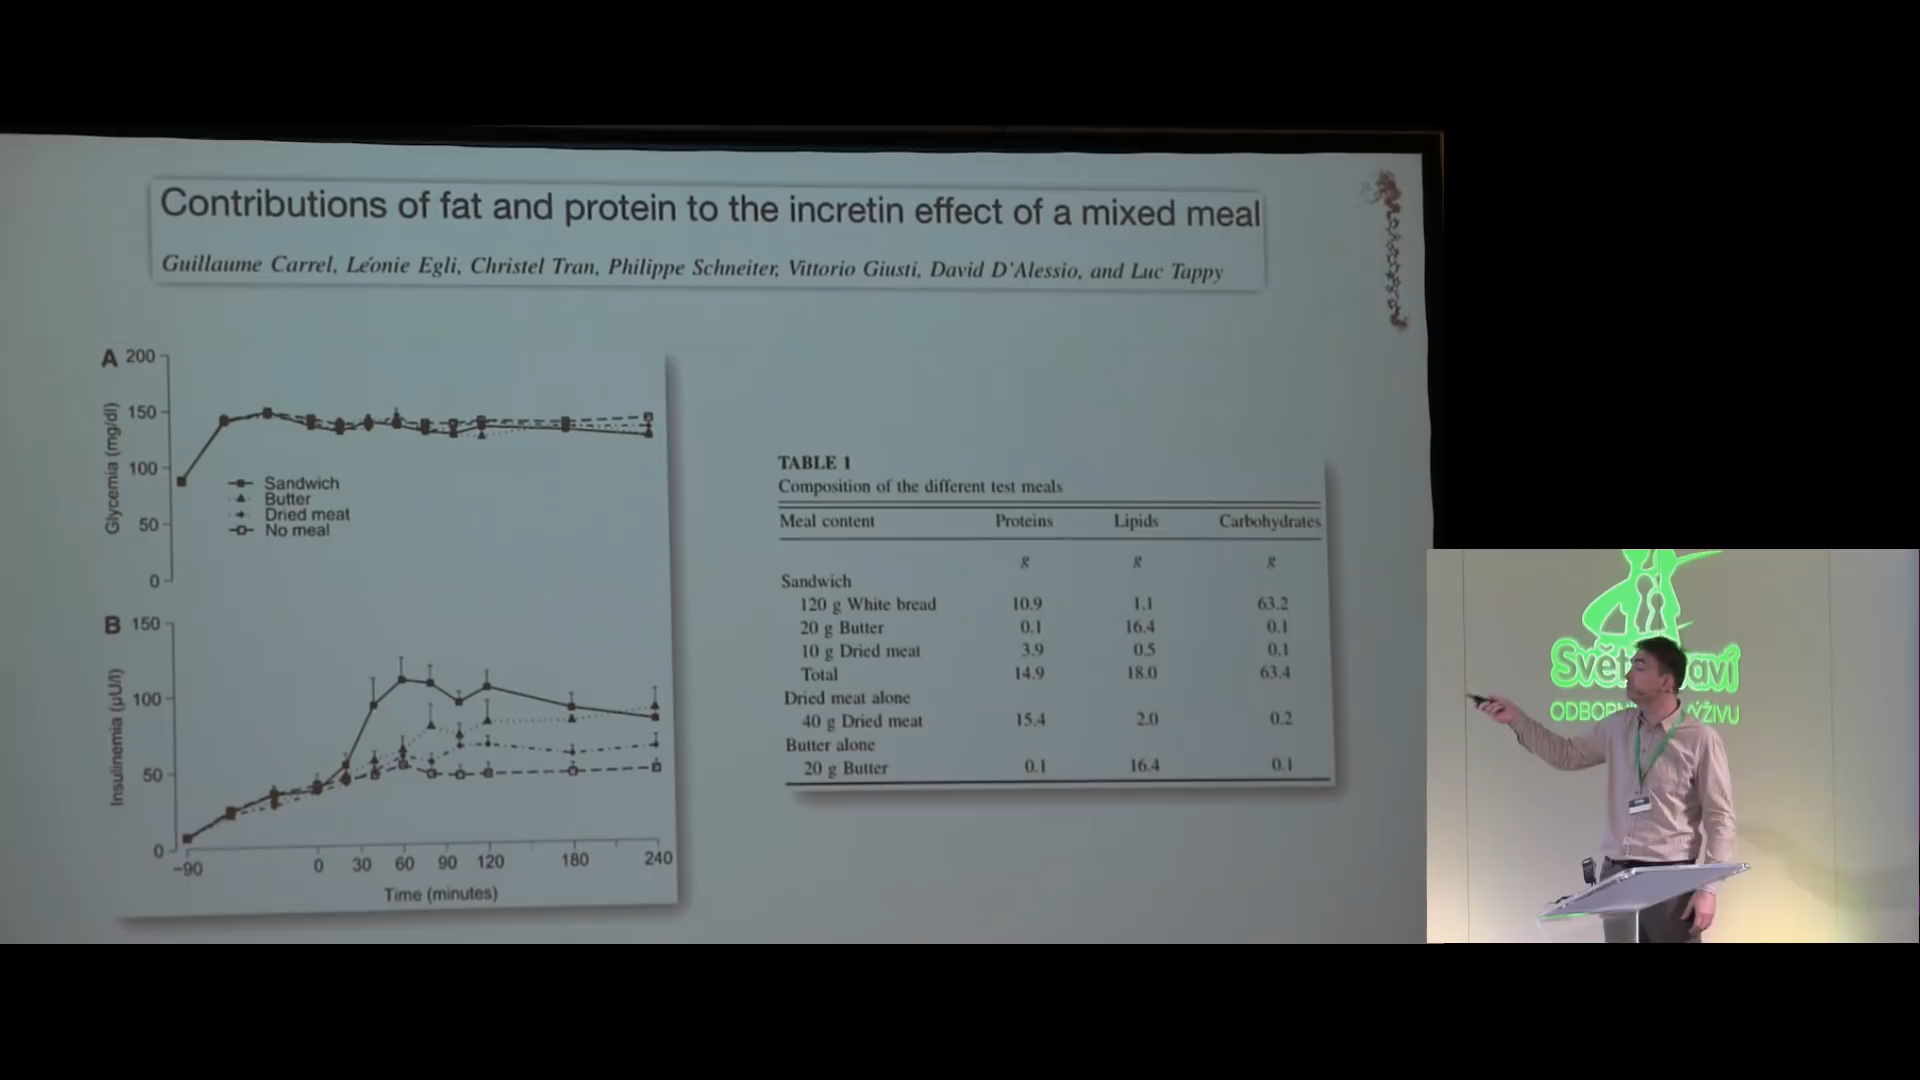 Contributions of fat and protein to the incretin effect of a mixed meal
Guillaume Carrel, Léonie Egli, Christel Tran, Philippe Schneiter, Vittorio Giusti, David D'Alessio, and Luc Tappy
A
200
150
100
50
0
Glycemia (mg/dl)
Sandwich
Butter
Dried meat
No meal
B
150
100
50
0
Insulinemia (μU/l)
−90 0 30 60 90 120 180 240
Time (minutes)
TABLE 1
Composition of the different test meals
Meal content Proteins Lipids Carbohydrates
g g g
Sandwich
120 g White bread 10.9 1.1 63.2
20 g Butter 0.1 16.4 0.1
10 g Dried meat 3.9 0.5 0.1
Total 14.9 18.0 63.4
Dried meat alone
40 g Dried meat 15.4 2.0 0.2
Butter alone
20 g Butter 0.1 16.4 0.1